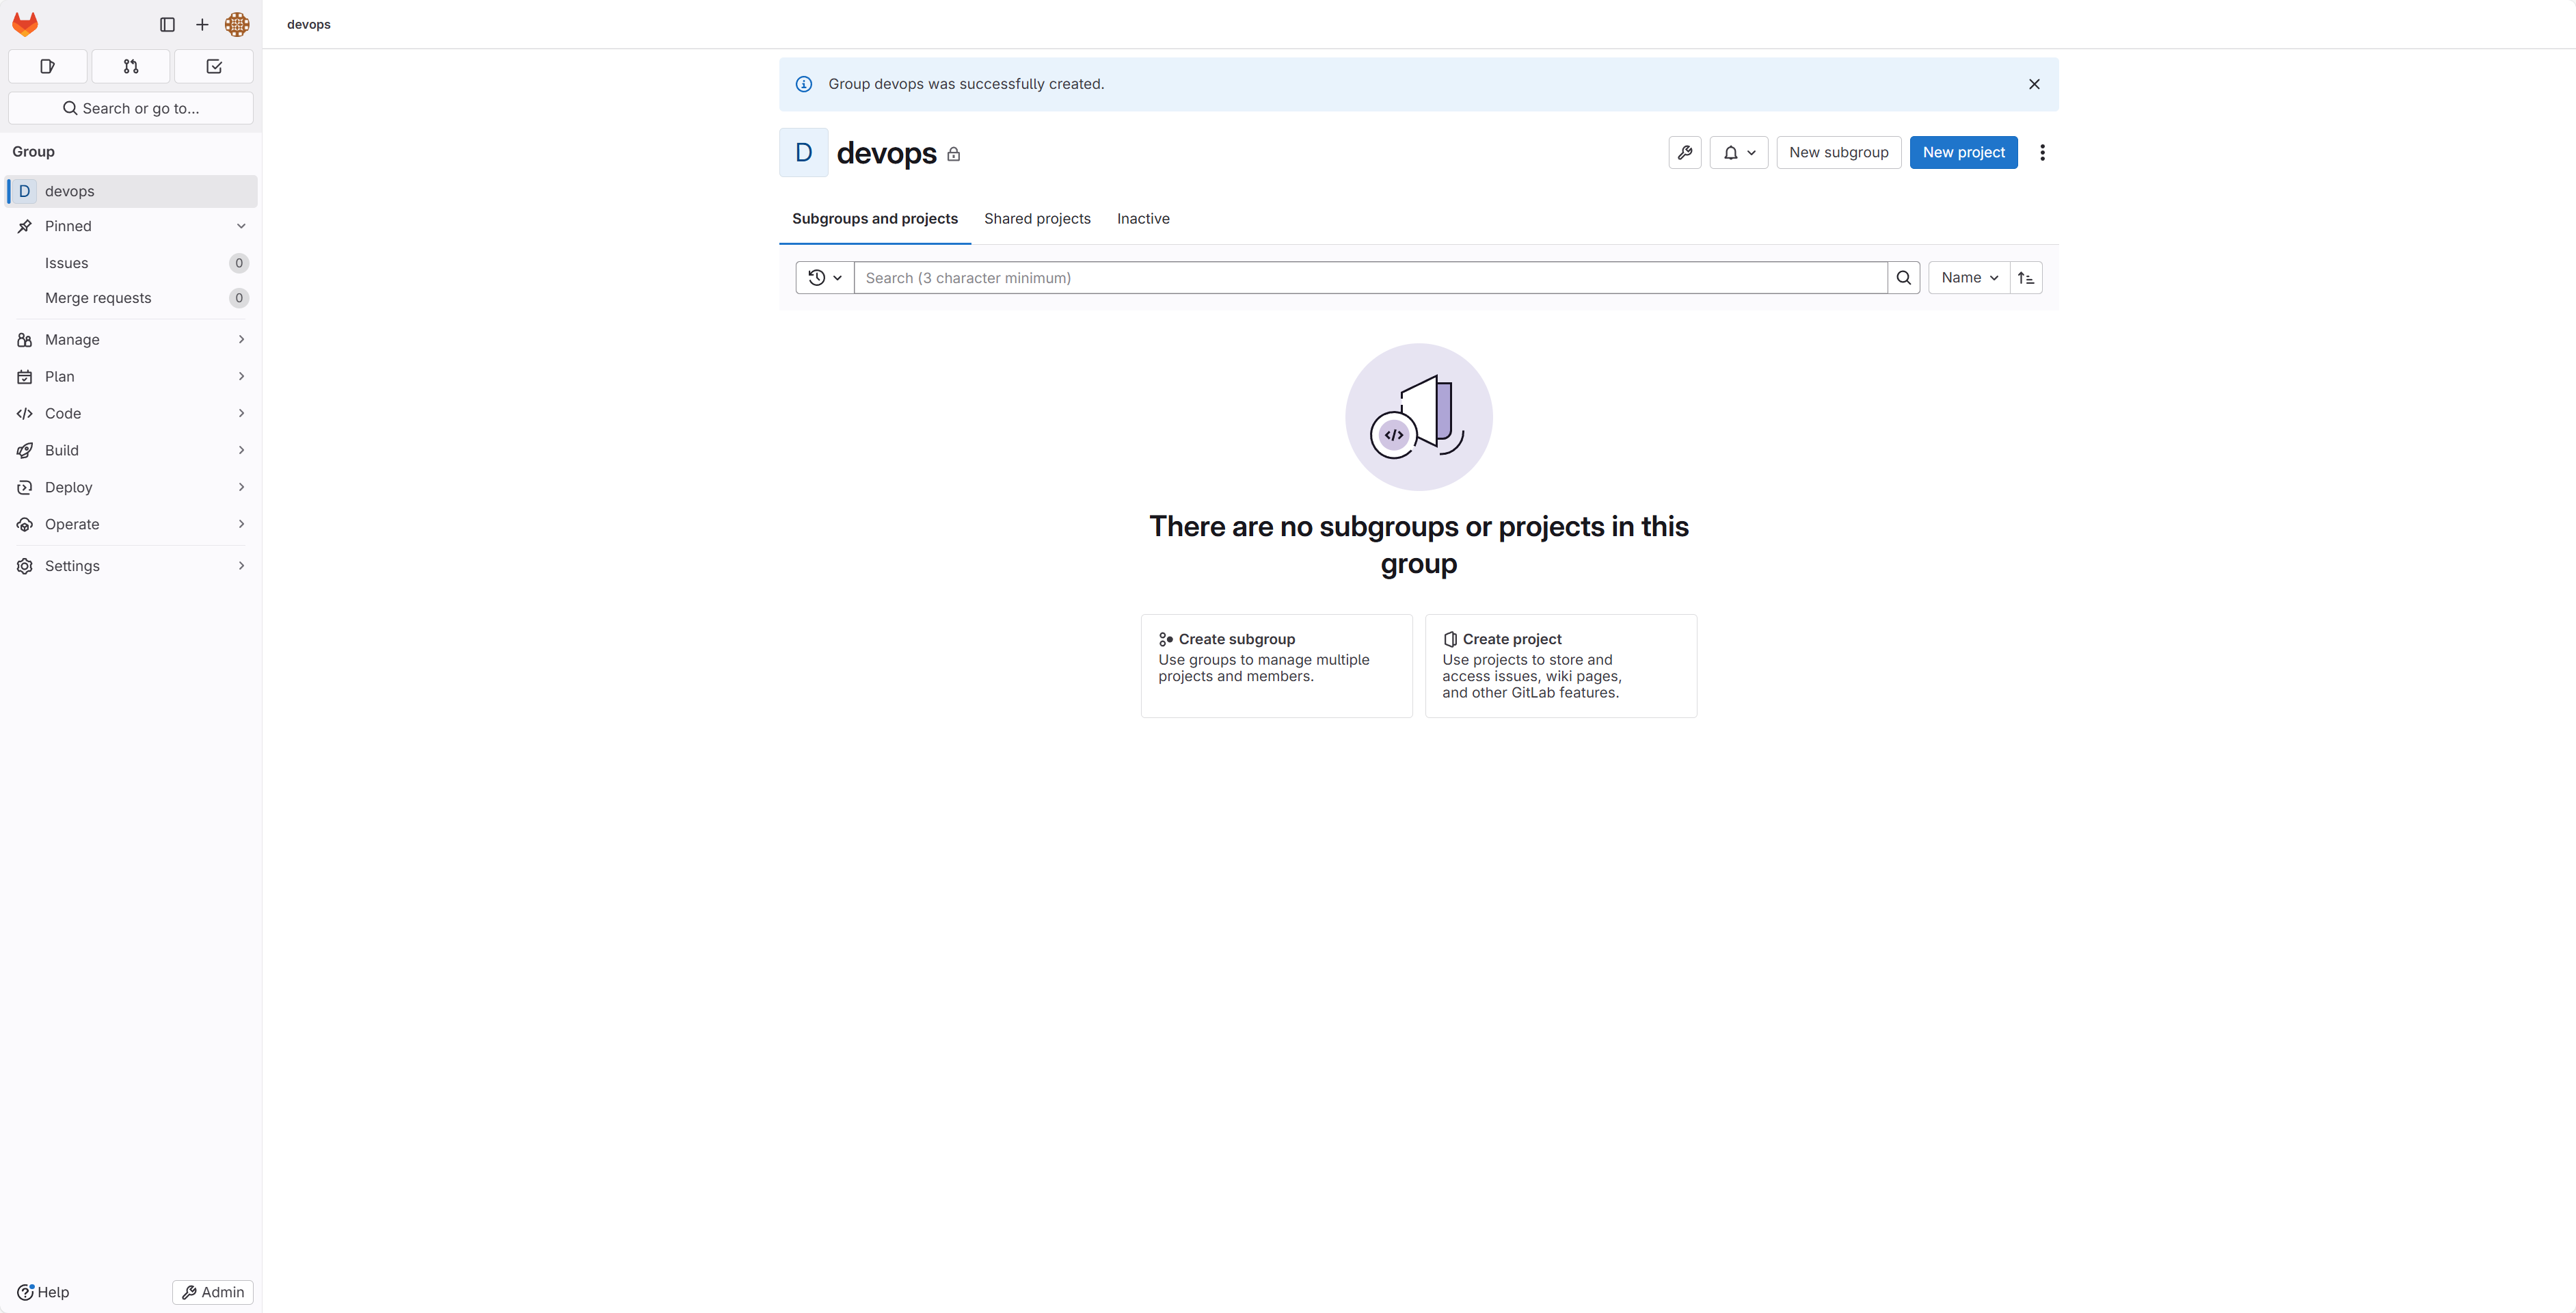 devops
Search or go to...
Group
D devops
Pinned
Issues 0
Merge requests 0
Manage
Plan
Code
Build
Deploy
Operate
Settings
Help
Admin
Group devops was successfully created.
D devops
New subgroup
New project
Subgroups and projects
Shared projects
Inactive
Search (3 character minimum)
Name
There are no subgroups or projects in this
group
Create subgroup
Use groups to manage multiple
projects and members.
Create project
Use projects to store and
access issues, wiki pages,
and other GitLab features.